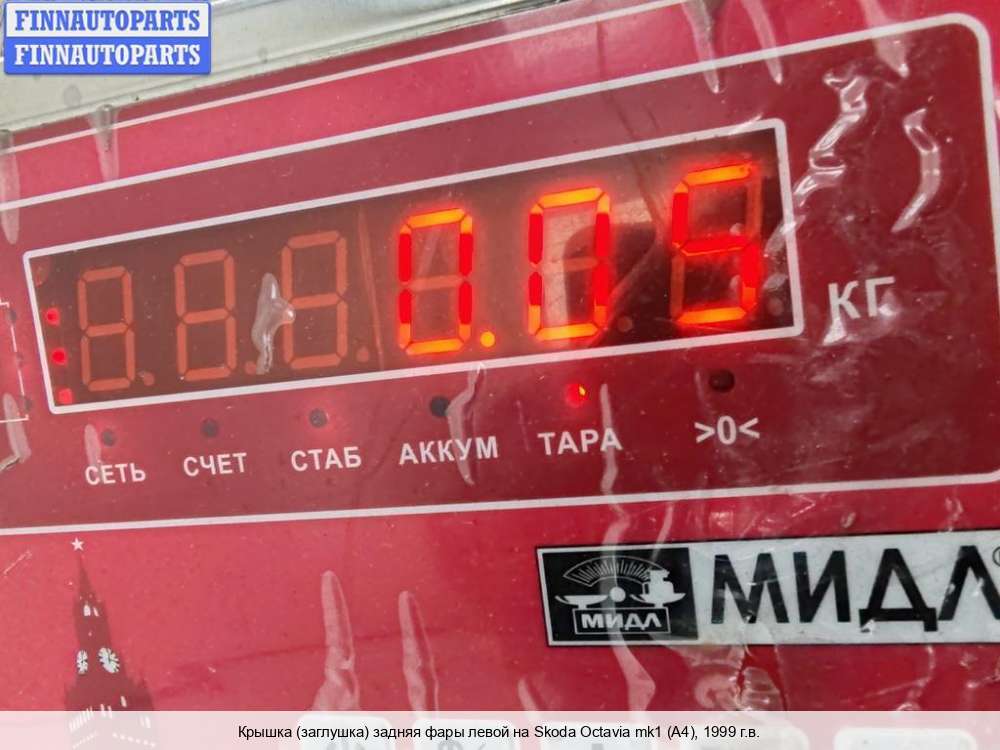 FINNAUTOPARTS
FINNAUTOPARTS
0.05
КГ
СЕТЬ СЧЕТ СТАБ АККУМ ТАРА >0<
МИДЛ МИДЛ
Крышка (заглушка) задняя фары левой на Skoda Octavia mk1 (A4), 1999 г.в.